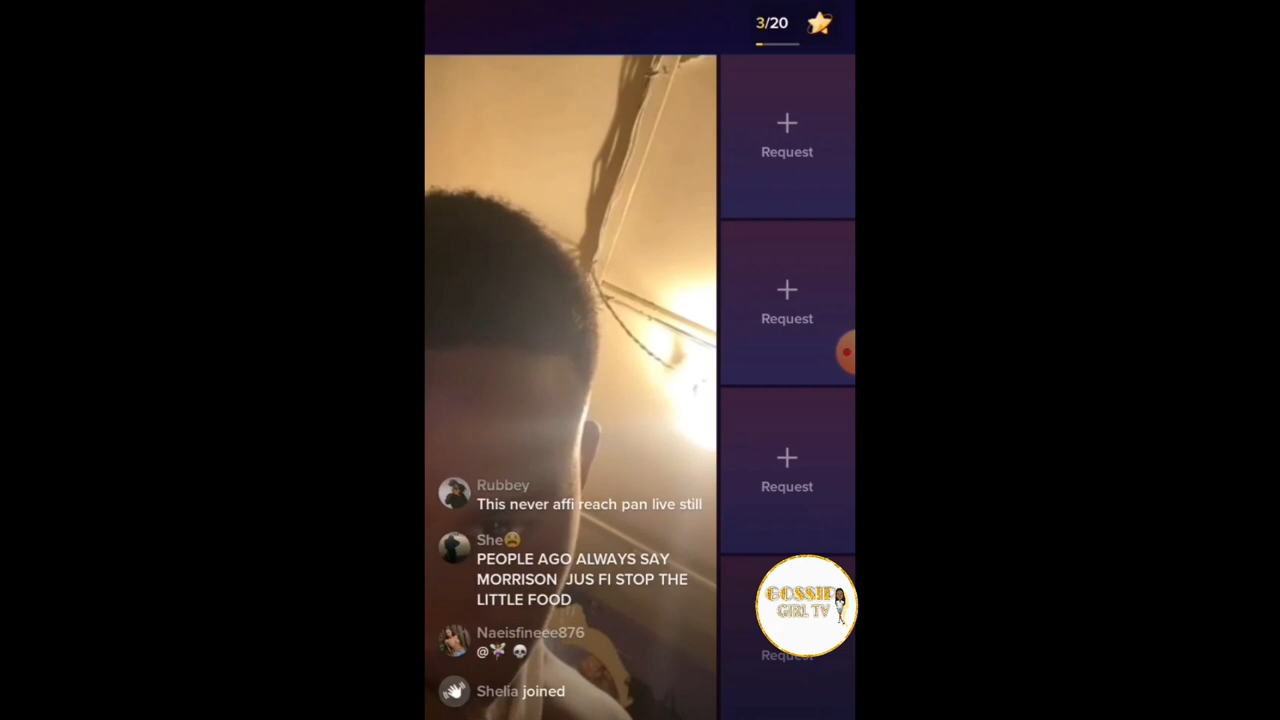 3/20
+
Request
+
Request
+
Request
Rubbey
This never affi reach pan live still
She😩
PEOPLE AGO ALWAYS SAY
MORRISON JUS FI STOP THE
LITTLE FOOD
GOSSIP
GIRL TV
Naeisfineee876
@🧚‍♀️ 💀
Request
Shelia joined